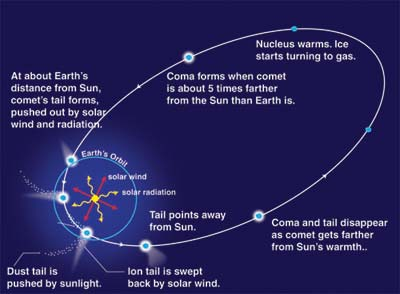 Nucleus warms. Ice
starts turning to gas.
Coma forms when comet
is about 5 times farther
from the Sun than Earth is.
At about Earth's
distance from Sun,
comet's tail forms,
pushed out by solar
wind and radiation.
Earth's Orbit
solar wind
solar radiation
Tail points away
from Sun.
Coma and tail disappear
as comet gets farther
from Sun's warmth..
Dust tail is
pushed by sunlight.
Ion tail is swept
back by solar wind.